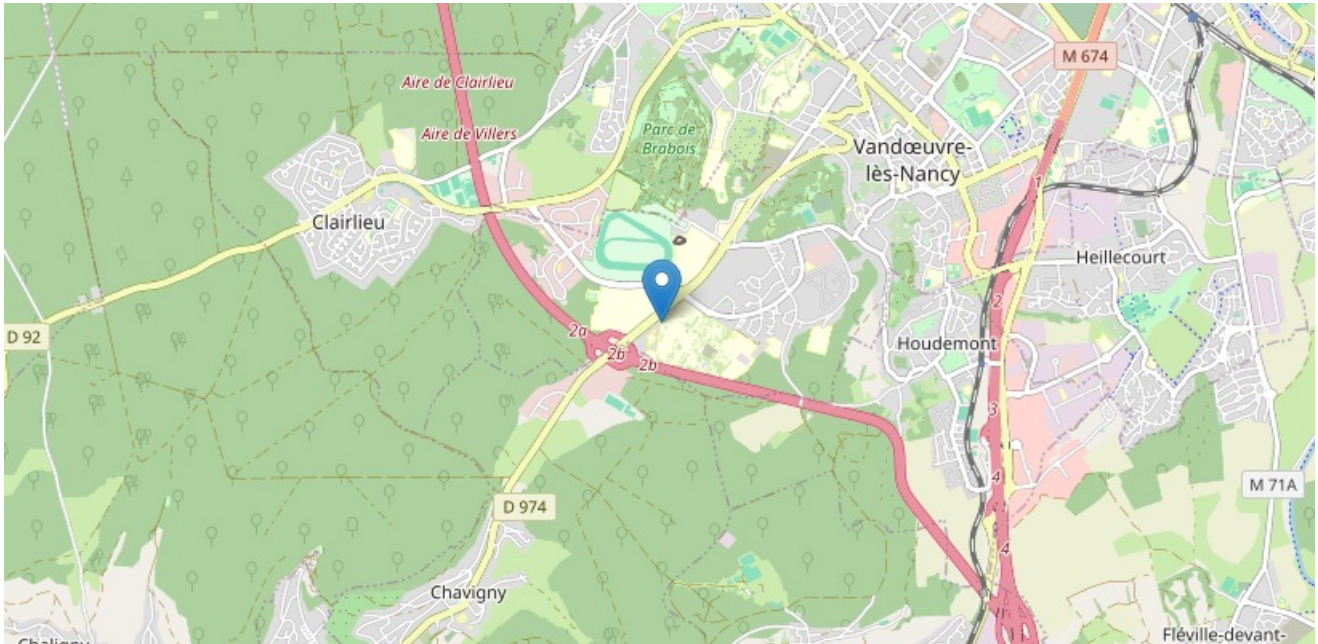 M 674
Aire de Clairlieu
Aire de Villers
Parc de
Brabois
Vandœuvre-
lès-Nancy
1
Clairlieu
Heillecourt
2
D 92
2a
2b
2b
Houdemont
3
4
M 71A
D 974
4
Chavigny
Chaligny
Fléville-devant-